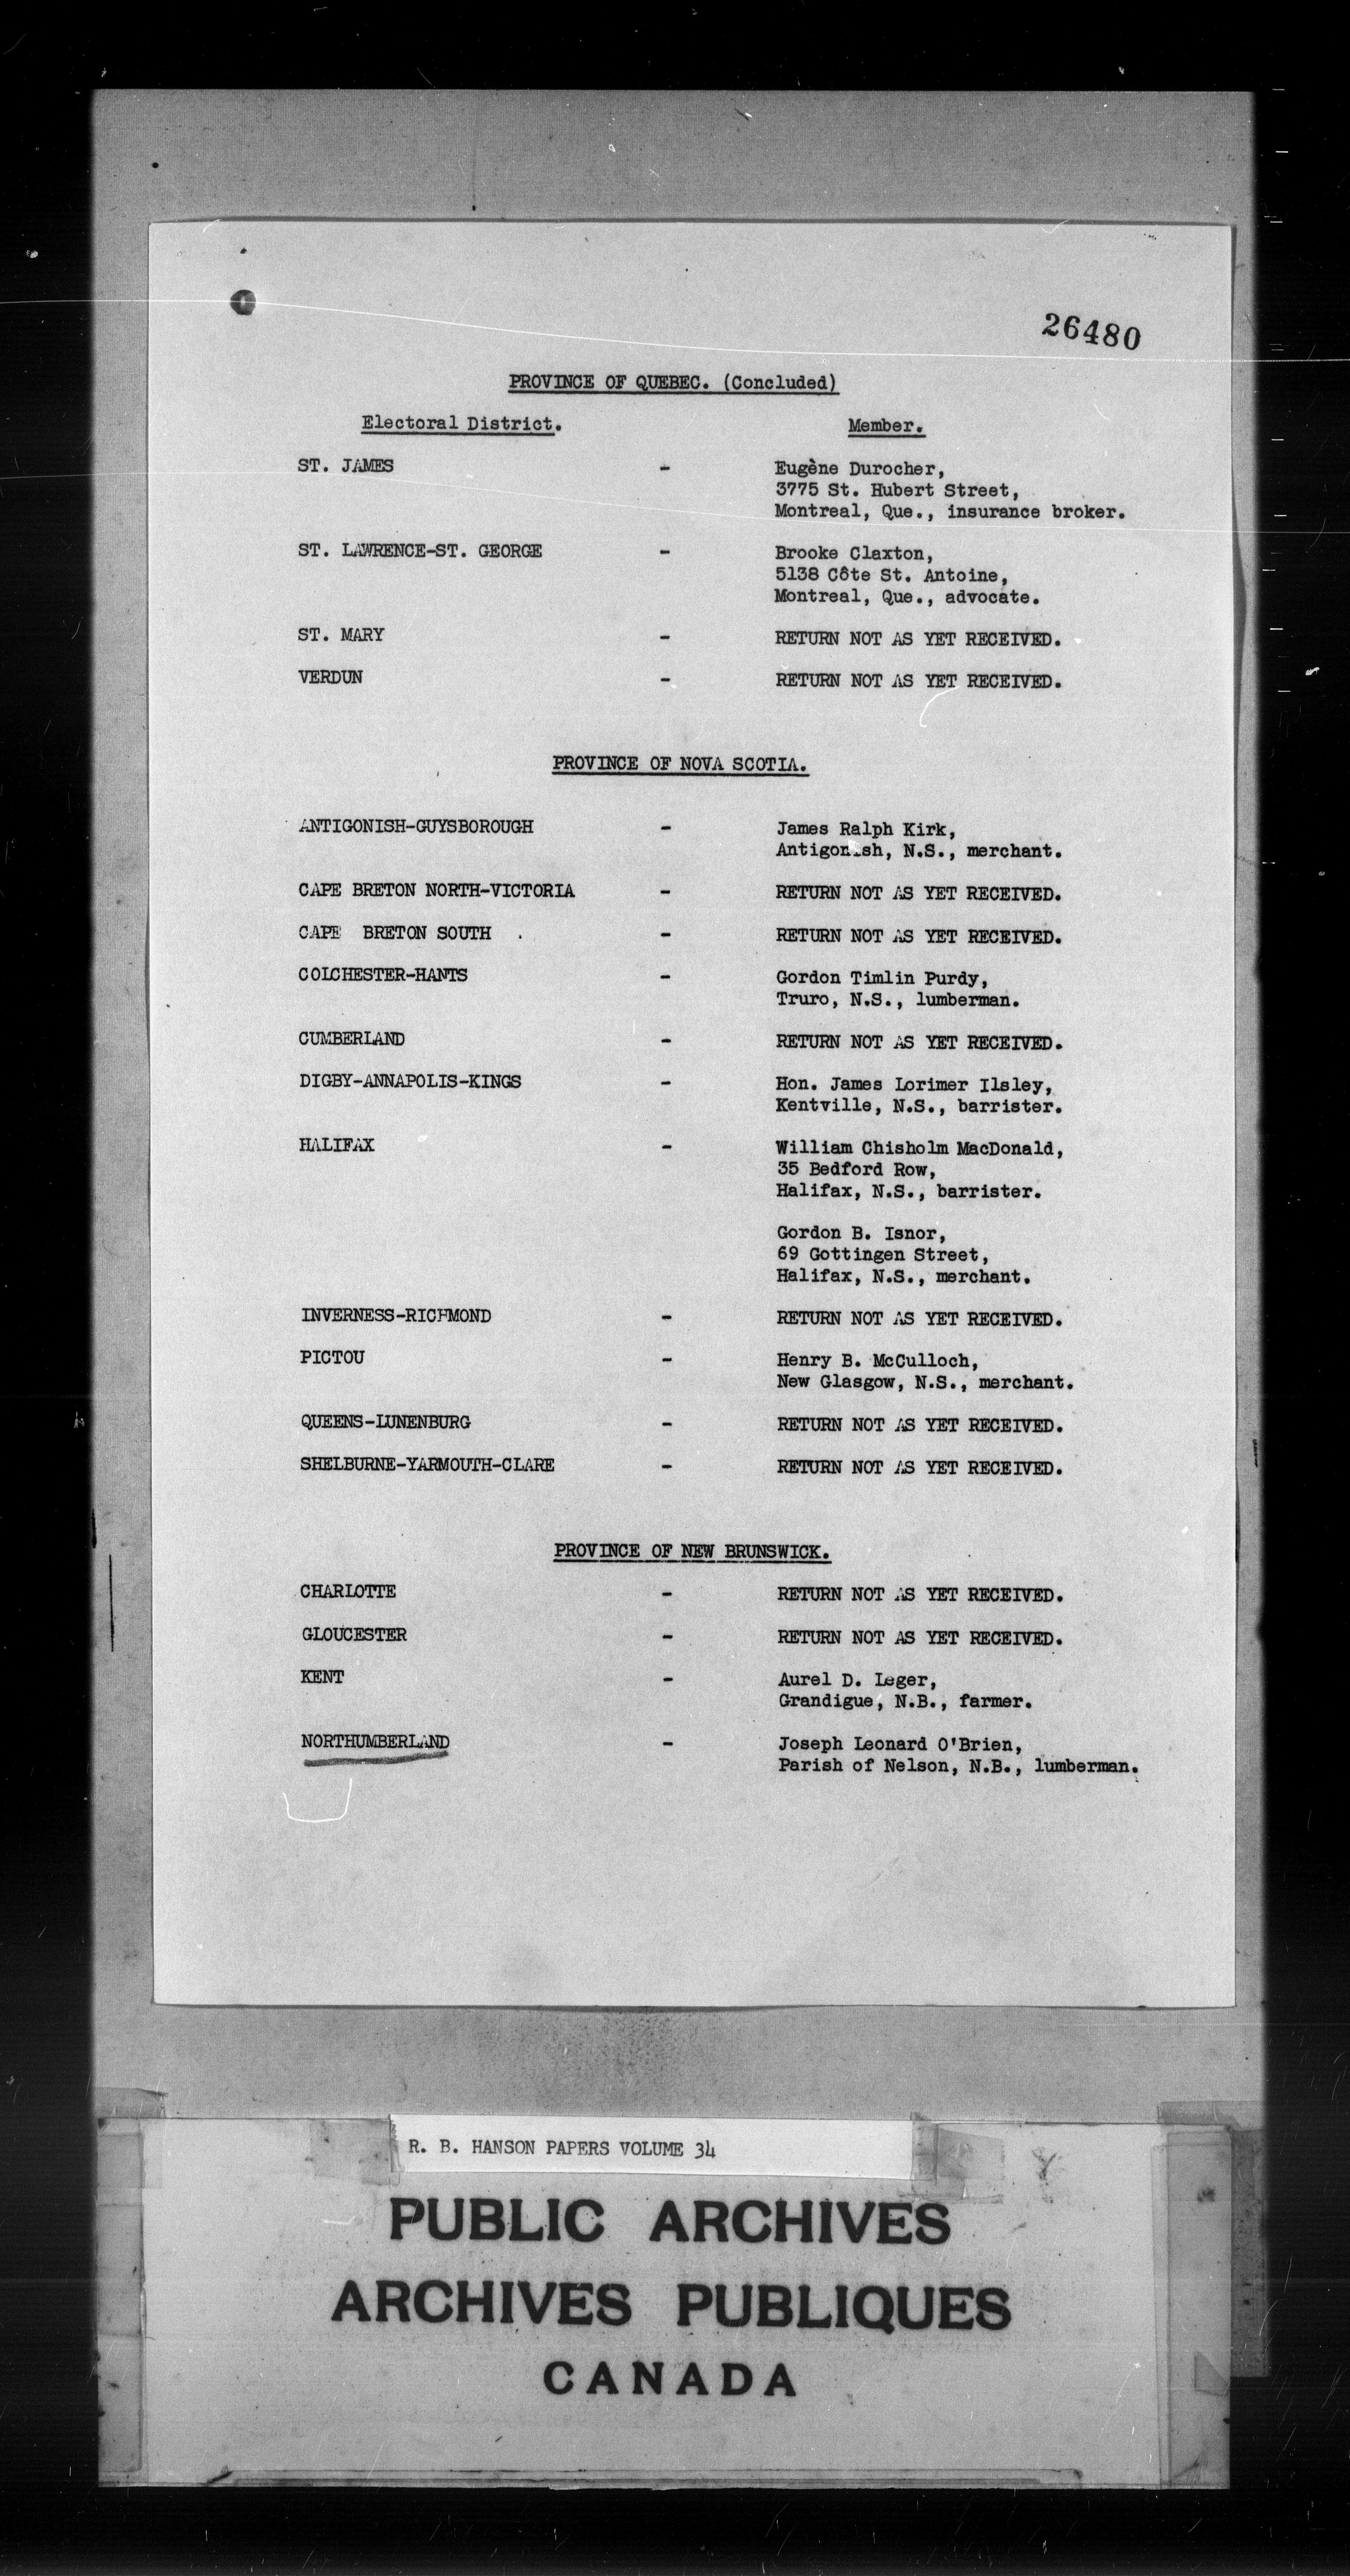 26480
PROVINCE OF QUEBEC. (Concluded)
Electoral District. Member.
ST. JAMES - Eugène Durocher,
3775 St. Hubert Street,
Montreal, Que., insurance broker.
ST. LAWRENCE-ST. GEORGE - Brooke Claxton,
5138 Côte St. Antoine,
Montreal, Que., advocate.
ST. MARY - RETURN NOT AS YET RECEIVED.
VERDUN - RETURN NOT AS YET RECEIVED.
PROVINCE OF NOVA SCOTIA.
ANTIGONISH-GUYSBOROUGH - James Ralph Kirk,
Antigonish, N.S., merchant.
CAPE BRETON NORTH-VICTORIA - RETURN NOT AS YET RECEIVED.
CAPE BRETON SOUTH - RETURN NOT AS YET RECEIVED.
COLCHESTER-HANTS - Gordon Timlin Purdy,
Truro, N.S., lumberman.
CUMBERLAND - RETURN NOT AS YET RECEIVED.
DIGBY-ANNAPOLIS-KINGS - Hon. James Lorimer Ilsley,
Kentville, N.S., barrister.
HALIFAX - William Chisholm MacDonald,
35 Bedford Row,
Halifax, N.S., barrister.
Gordon B. Isnor,
69 Gottingen Street,
Halifax, N.S., merchant.
INVERNESS-RICHMOND - RETURN NOT AS YET RECEIVED.
PICTOU - Henry B. McCulloch,
New Glasgow, N.S., merchant.
QUEENS-LUNENBURG - RETURN NOT AS YET RECEIVED.
SHELBURNE-YARMOUTH-CLARE - RETURN NOT AS YET RECEIVED.
PROVINCE OF NEW BRUNSWICK.
CHARLOTTE - RETURN NOT AS YET RECEIVED.
GLOUCESTER - RETURN NOT AS YET RECEIVED.
KENT - Aurel D. Leger,
Grandigue, N.B., farmer.
NORTHUMBERLAND - Joseph Leonard O'Brien,
Parish of Nelson, N.B., lumberman.
R. B. HANSON PAPERS VOLUME 34
PUBLIC ARCHIVES
ARCHIVES PUBLIQUES
CANADA